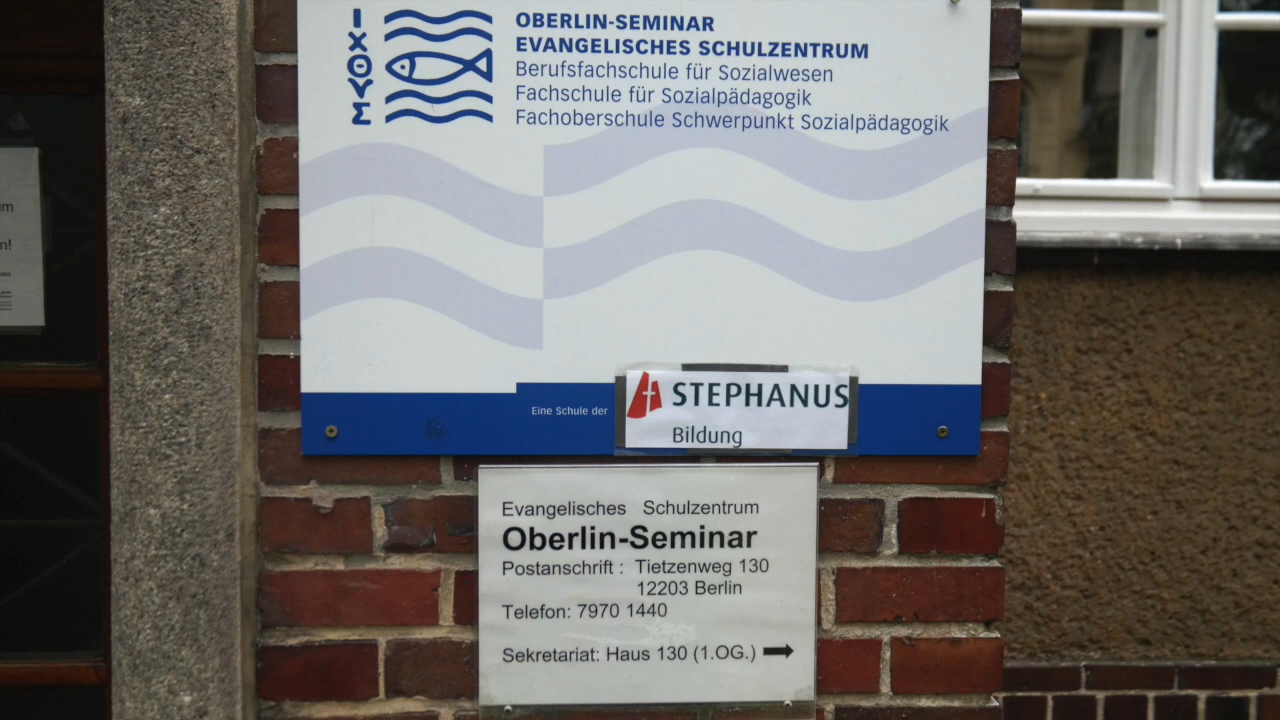 im
n!
ΙΧΘΥΣ
OBERLIN-SEMINAR
EVANGELISCHES SCHULZENTRUM
Berufsfachschule für Sozialwesen
Fachschule für Sozialpädagogik
Fachoberschule Schwerpunkt Sozialpädagogik
Eine Schule der
STEPHANUS
Bildung
Evangelisches Schulzentrum
Oberlin-Seminar
Postanschrift : Tietzenweg 130
12203 Berlin
Telefon: 7970 1440
Sekretariat: Haus 130 (1.OG.) ➡